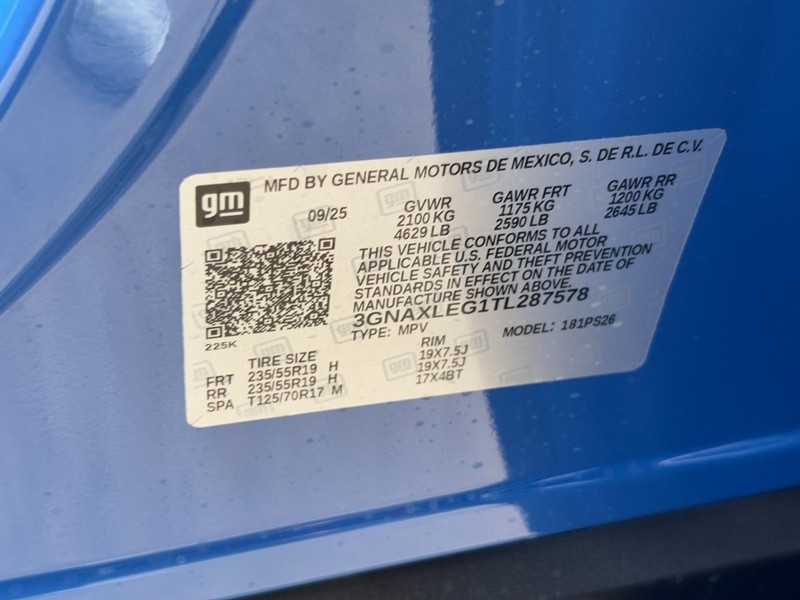 gm
MFD BY GENERAL MOTORS DE MEXICO, S. DE R.L. DE C.V.
09/25 GVWR GAWR FRT GAWR RR
2100 KG 1175 KG 1200 KG
4629 LB 2590 LB 2645 LB
THIS VEHICLE CONFORMS TO ALL
APPLICABLE U.S. FEDERAL MOTOR
VEHICLE SAFETY AND THEFT PREVENTION
STANDARDS IN EFFECT ON THE DATE OF
MANUFACTURE SHOWN ABOVE.
3GNAXLEG1TL287578
225K TYPE: MPV MODEL: 181PS26
TIRE SIZE RIM
FRT 235/55R19 H 19X7.5J
RR 235/55R19 H 19X7.5J
SPA T125/70R17 M 17X4BT